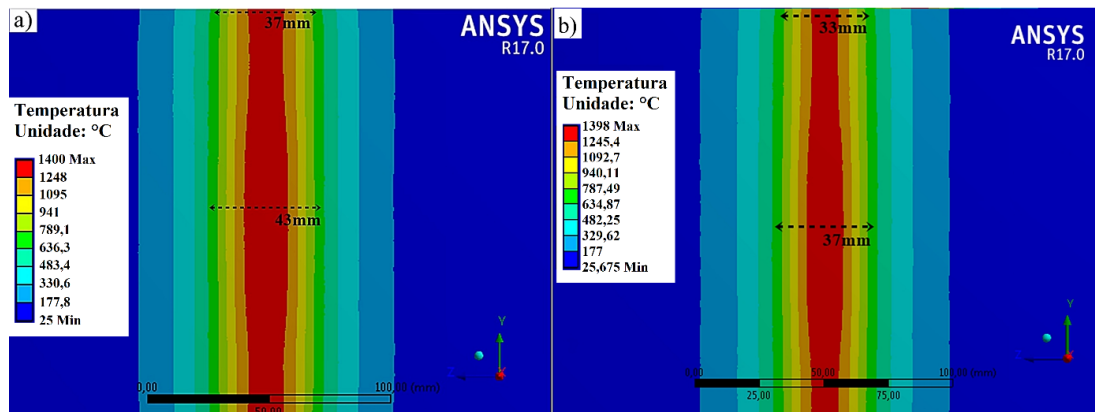 a)
37mm
ANSYS
R17.0
Temperatura
Unidade: °C
1400 Max
1248
1095
941
789,1
636,3
483,4
330,6
177,8
25 Min
43mm
Y
Z
X
0,00
100,00 (mm)
50,00
b)
33mm
ANSYS
R17.0
Temperatura
Unidade: °C
1398 Max
1245,4
1092,7
940,11
787,49
634,87
482,25
329,62
177
25,675 Min
37mm
Y
Z
X
0,00
50,00
100,00 (mm)
25,00
75,00